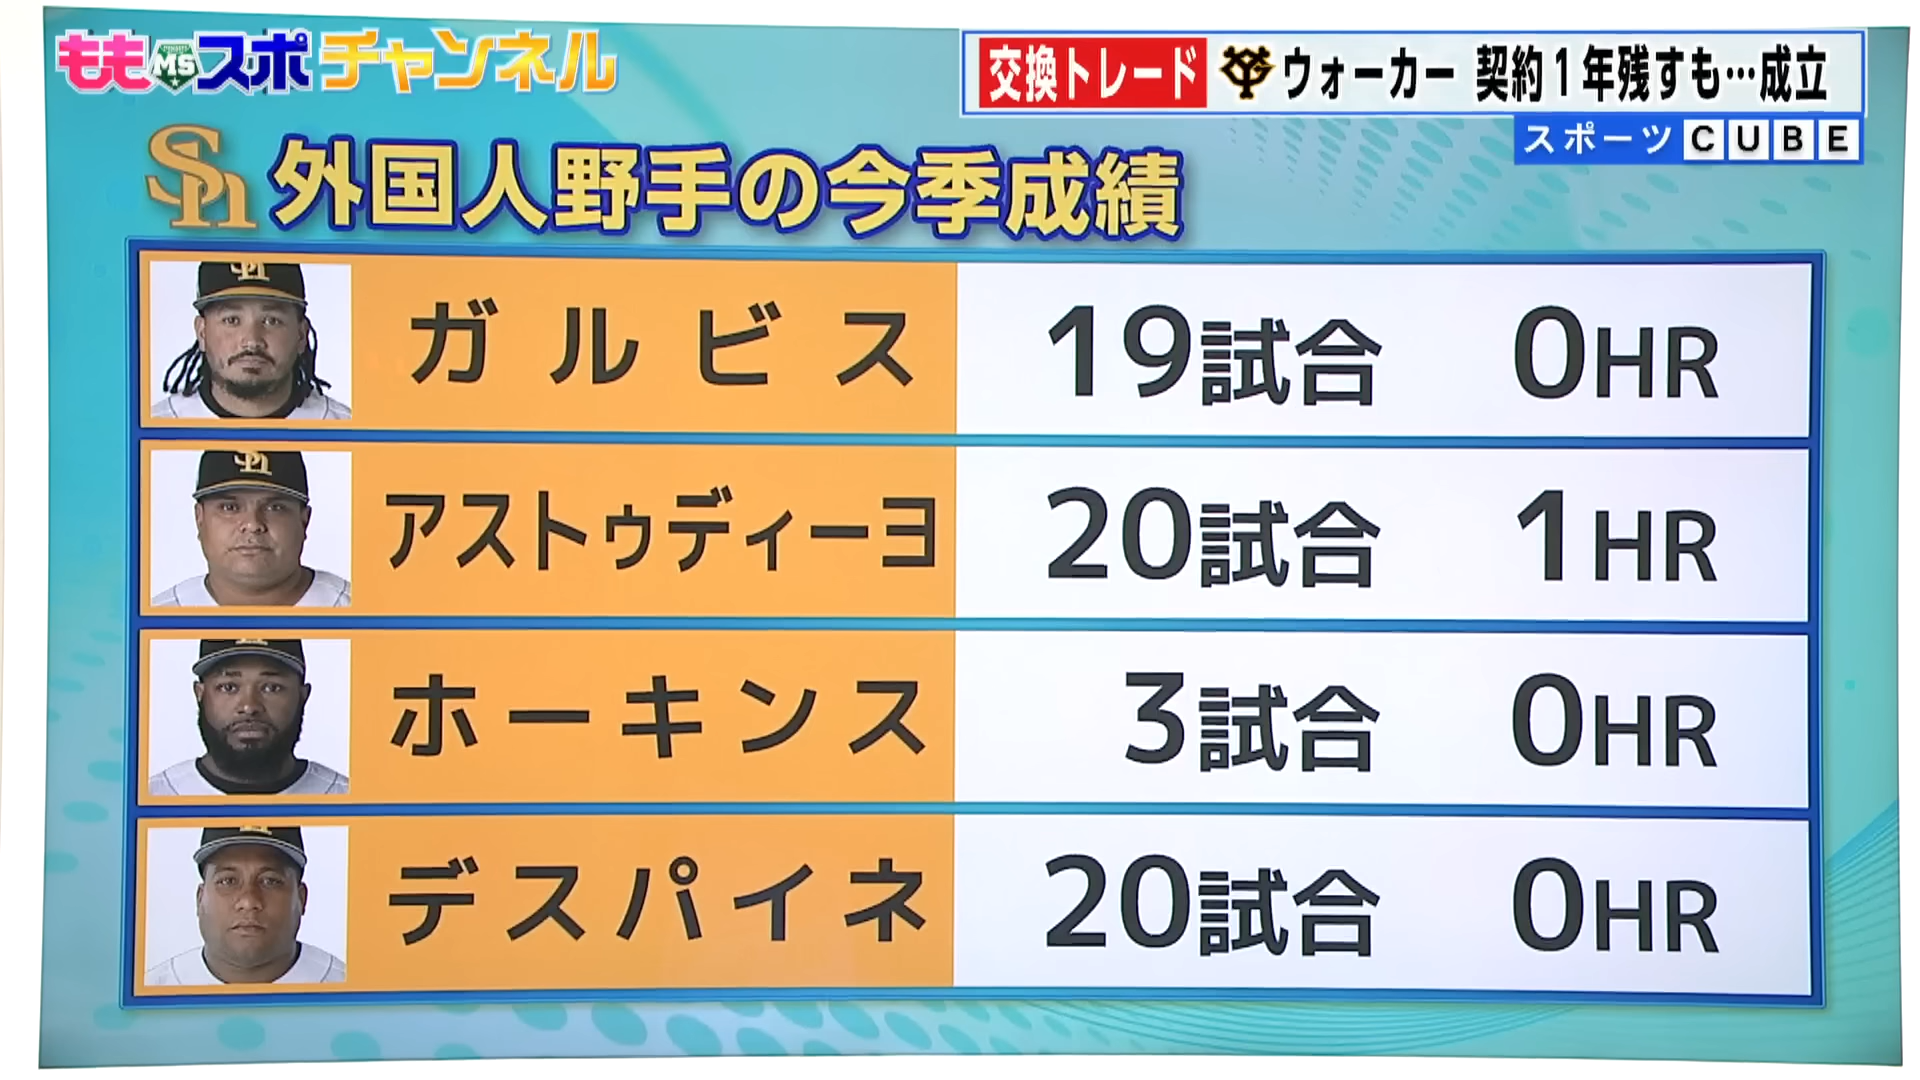 ももMSスポチャンネル
交換トレード ウォーカー 契約1年残すも…成立
スポーツCUBE
Sh 外国人野手の今季成績
ガルビス 19試合 0HR
アストゥディーヨ 20試合 1HR
ホーキンス 3試合 0HR
デスパイネ 20試合 0HR